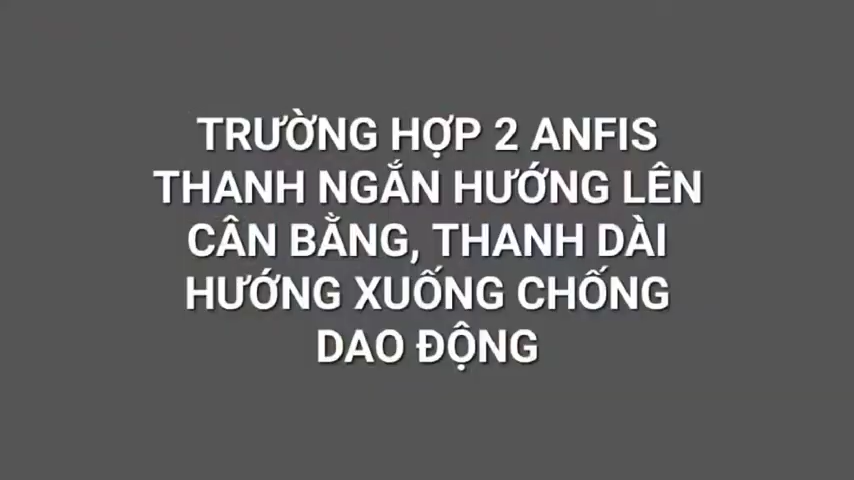 TRƯỜNG HỢP 2 ANFIS
THANH NGẮN HƯỚNG LÊN
CÂN BẰNG, THANH DÀI
HƯỚNG XUỐNG CHỐNG
DAO ĐỘNG